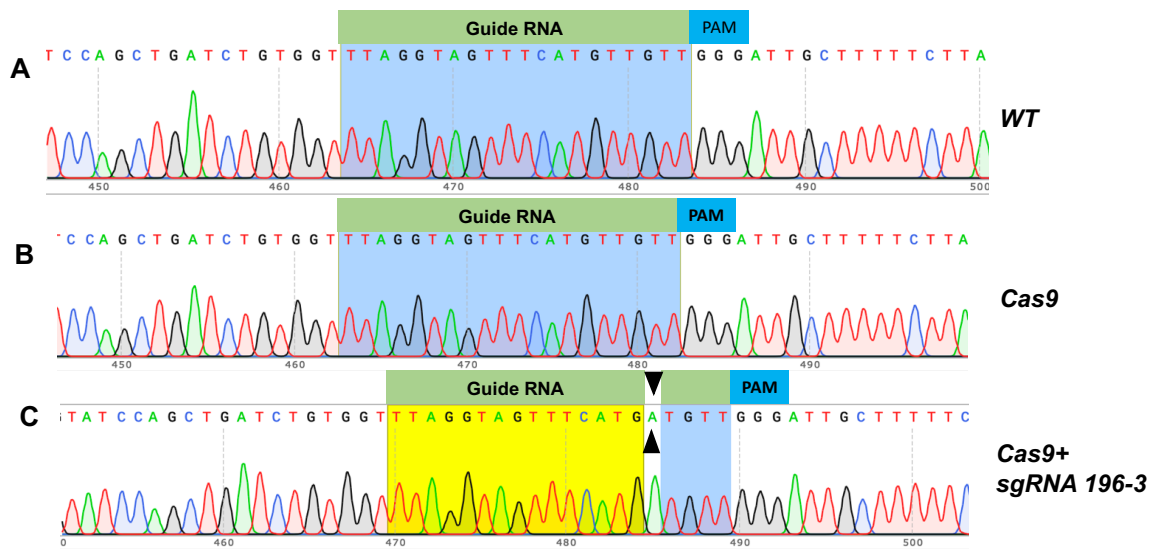 Guide RNA PAM
A
T C C A G C T G A T C T G T G G T T T A G G T A G T T T C A T G T T G T T G G G A T T G C T T T T T C T T A
WT
450 460 470 480 490 500
Guide RNA PAM
B
C C A G C T G A T C T G T G G T T T A G G T A G T T T C A T G T T G T T G G G A T T G C T T T T T C T T A
Cas9
450 460 470 480 490
Guide RNA PAM
C
T A T C C A G C T G A T C T G T G G T T T A G G T A G T T T C A T G A T G T T G G G A T T G C T T T T T C
Cas9+
sgRNA 196-3
0 460 470 480 490 500